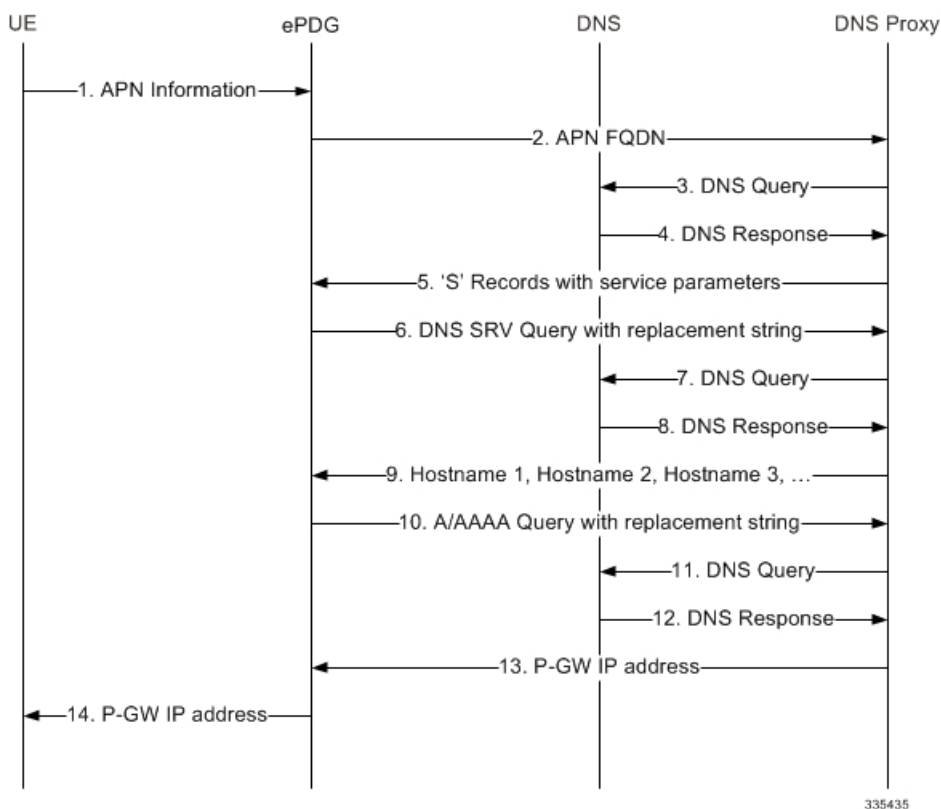 UE ePDG DNS DNS Proxy
1. APN Information
2. APN FQDN
3. DNS Query
4. DNS Response
5. 'S' Records with service parameters
6. DNS SRV Query with replacement string
7. DNS Query
8. DNS Response
9. Hostname 1, Hostname 2, Hostname 3, …
10. A/AAAA Query with replacement string
11. DNS Query
12. DNS Response
13. P-GW IP address
14. P-GW IP address
335435